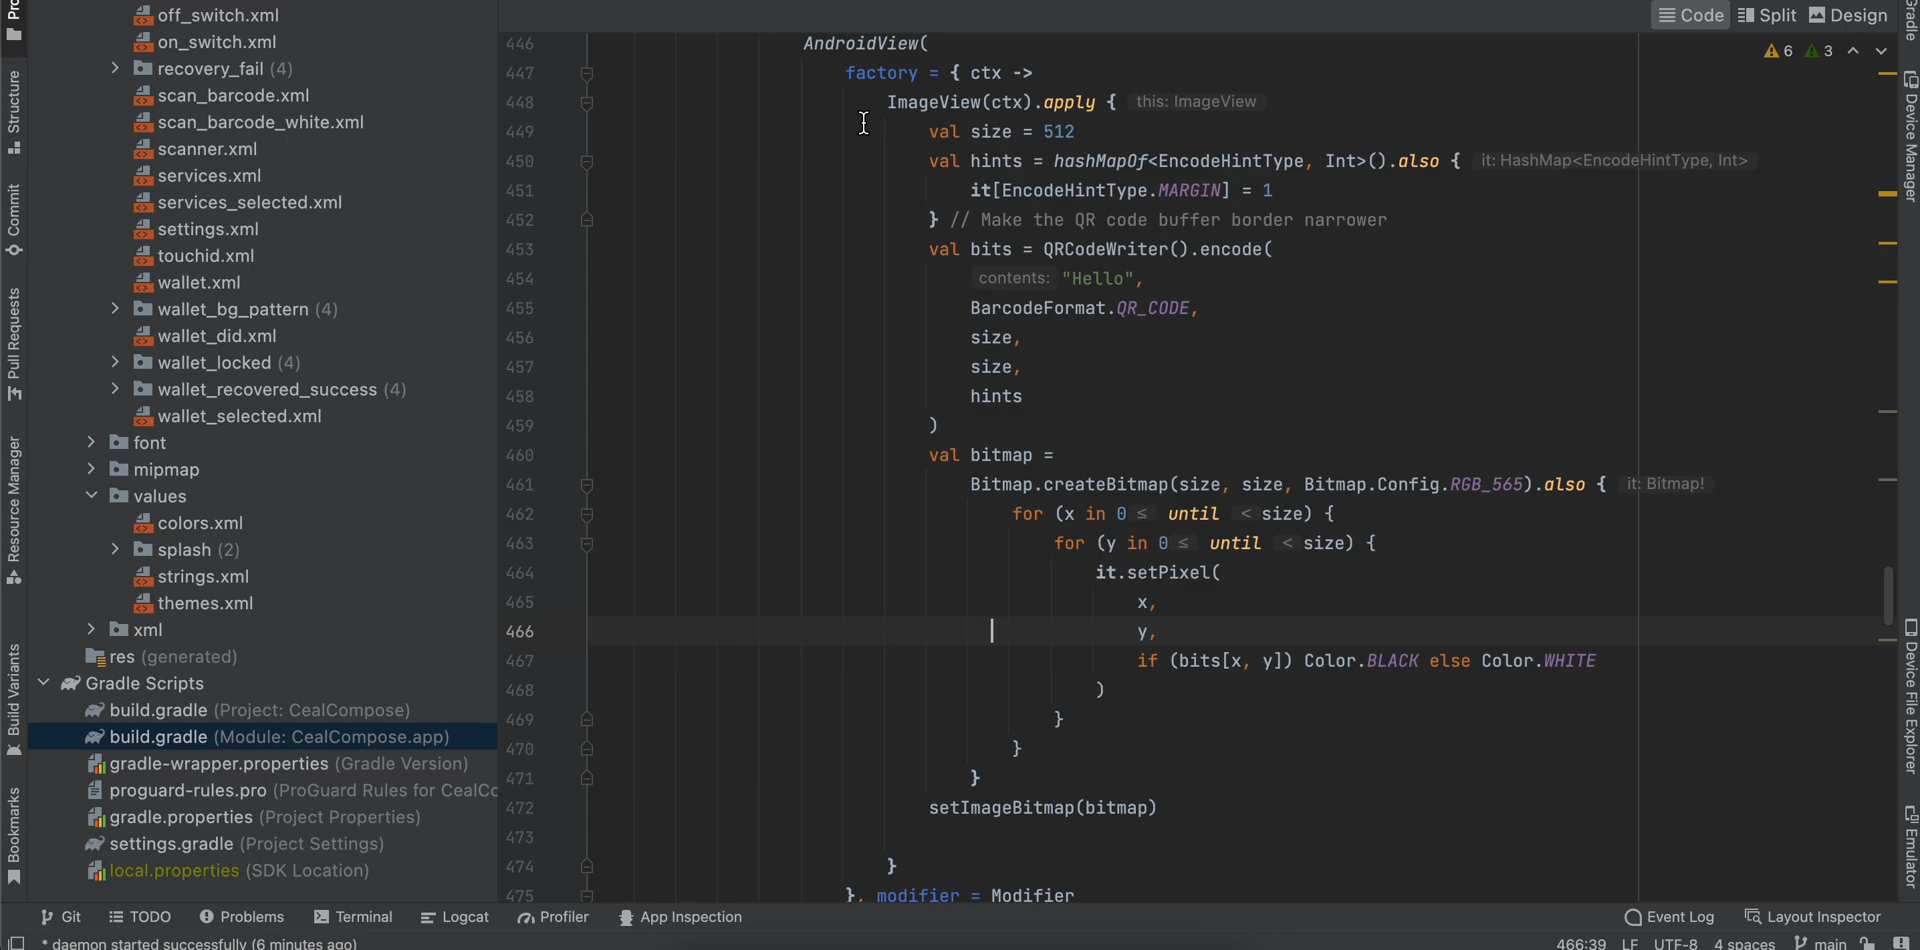 Code Split Design
off_switch.xml
on_switch.xml
recovery_fail (4)
scan_barcode.xml
scan_barcode_white.xml
scanner.xml
services.xml
services_selected.xml
settings.xml
touchid.xml
wallet.xml
wallet_bg_pattern (4)
wallet_did.xml
wallet_locked (4)
wallet_recovered_success (4)
wallet_selected.xml
font
mipmap
values
colors.xml
splash (2)
strings.xml
themes.xml
xml
res (generated)
Gradle Scripts
build.gradle (Project: CealCompose)
build.gradle (Module: CealCompose.app)
gradle-wrapper.properties (Gradle Version)
proguard-rules.pro (ProGuard Rules for CealCo
gradle.properties (Project Properties)
settings.gradle (Project Settings)
local.properties (SDK Location)
Structure
Commit
Pull Requests
Resource Manager
Build Variants
Bookmarks
6 3
446 AndroidView(
447 factory = { ctx ->
448 ImageView(ctx).apply { this: ImageView
449 val size = 512
450 val hints = hashMapOf<EncodeHintType, Int>().also { it: HashMap<EncodeHintType, Int>
451 it[EncodeHintType.MARGIN] = 1
452 } // Make the QR code buffer border narrower
453 val bits = QRCodeWriter().encode(
454 contents: "Hello",
455 BarcodeFormat.QR_CODE,
456 size,
457 size,
458 hints
459 )
460 val bitmap =
461 Bitmap.createBitmap(size, size, Bitmap.Config.RGB_565).also { it: Bitmap!
462 for (x in 0 ≤ until < size) {
463 for (y in 0 ≤ until < size) {
464 it.setPixel(
465 x,
466 y,
467 if (bits[x, y]) Color.BLACK else Color.WHITE
468 )
469 }
470 }
471 }
472 setImageBitmap(bitmap)
473
474 }
475 }, modifier = Modifier
Gradle
Device Manager
Device File Explorer
Emulator
Git TODO Problems Terminal Logcat Profiler App Inspection Event Log Layout Inspector
* daemon started successfully (6 minutes ago) 466:39 LF UTF-8 4 spaces main